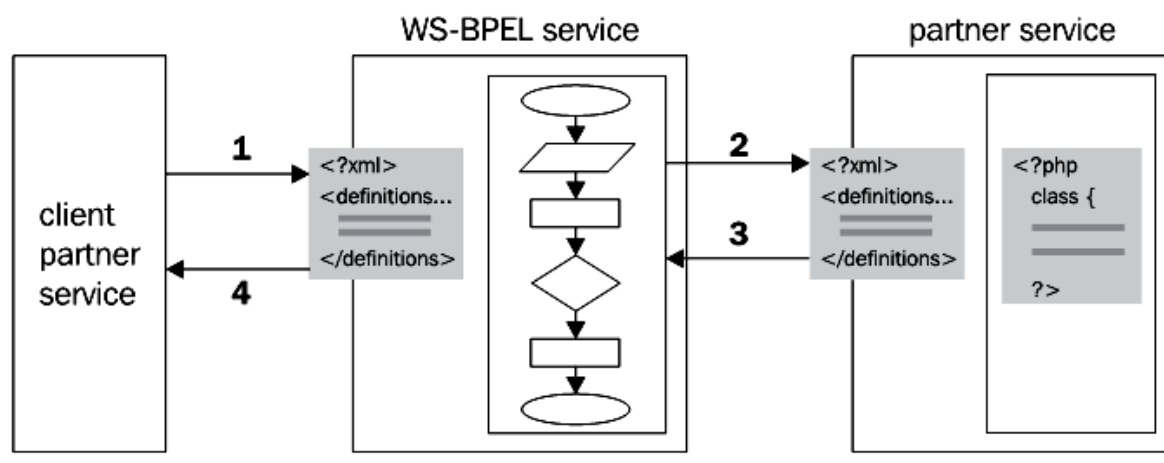 WS-BPEL service
partner service
client
partner
service
1
4
<?xml>
<definitions...
</definitions>
2
3
<?xml>
<definitions...
</definitions>
<?php
class {
?>